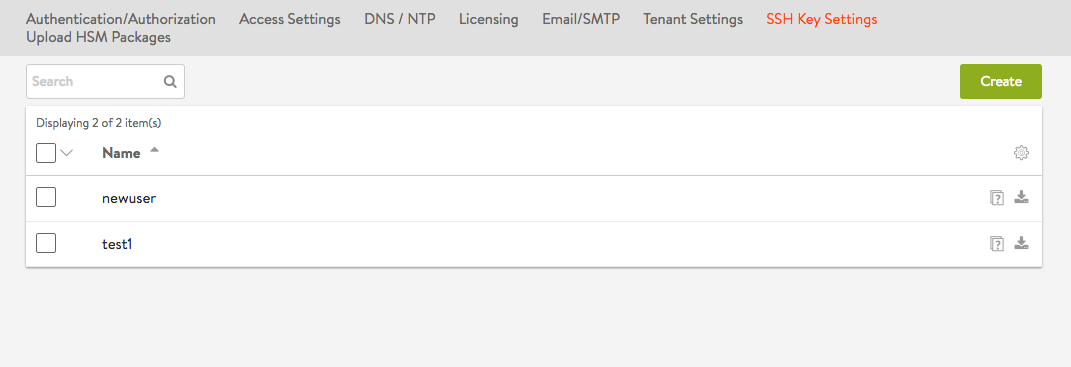 Authentication/Authorization Access Settings DNS / NTP Licensing Email/SMTP Tenant Settings SSH Key Settings
Upload HSM Packages
Search
Create
Displaying 2 of 2 item(s)
Name
newuser
?
test1
?